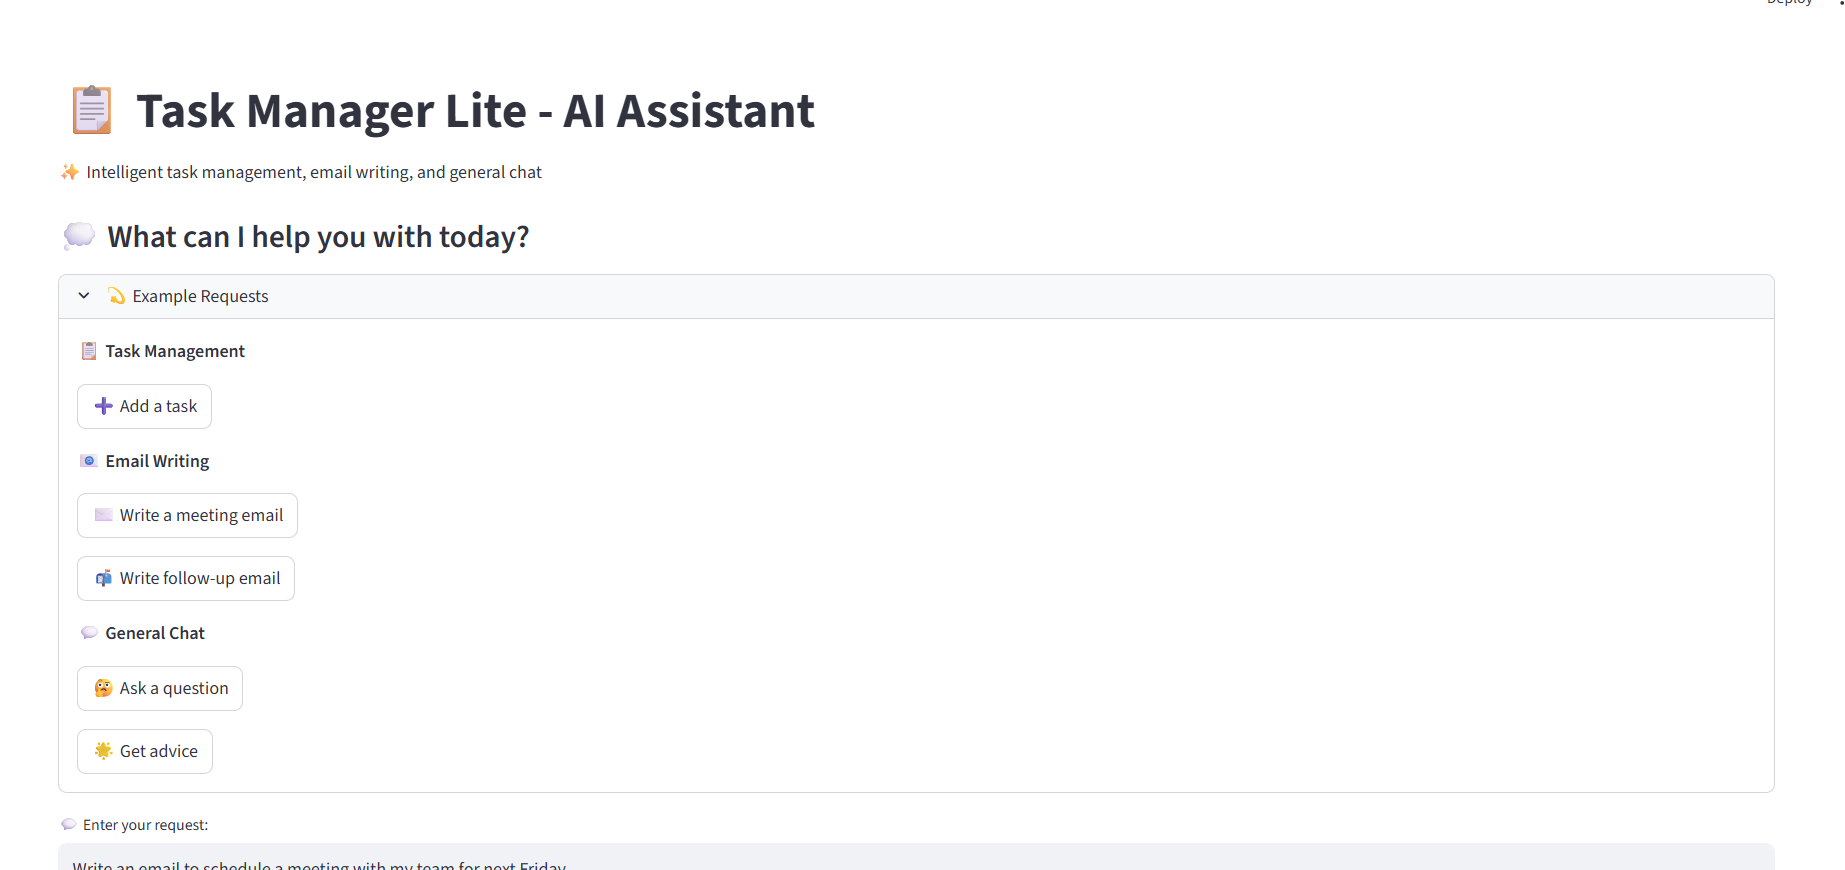 Deploy
Task Manager Lite - AI Assistant
Intelligent task management, email writing, and general chat
What can I help you with today?
Example Requests
Task Management
Add a task
Email Writing
Write a meeting email
Write follow-up email
General Chat
Ask a question
Get advice
Enter your request:
Write an email to schedule a meeting with my team for next Friday